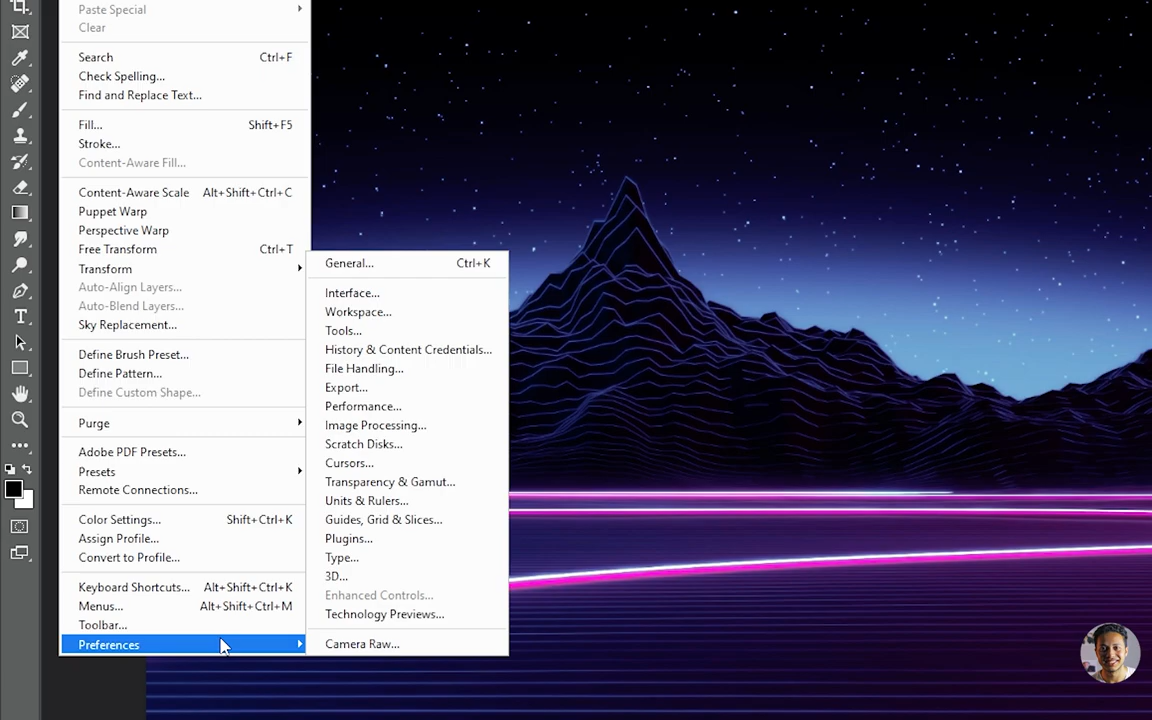 Paste Special
Clear
Search Ctrl+F
Check Spelling...
Find and Replace Text...
Fill... Shift+F5
Stroke...
Content-Aware Fill...
Content-Aware Scale Alt+Shift+Ctrl+C
Puppet Warp
Perspective Warp
Free Transform Ctrl+T
Transform
Auto-Align Layers...
Auto-Blend Layers...
Sky Replacement...
Define Brush Preset...
Define Pattern...
Define Custom Shape...
Purge
Adobe PDF Presets...
Presets
Remote Connections...
Color Settings... Shift+Ctrl+K
Assign Profile...
Convert to Profile...
Keyboard Shortcuts... Alt+Shift+Ctrl+K
Menus... Alt+Shift+Ctrl+M
Toolbar...
Preferences
General... Ctrl+K
Interface...
Workspace...
Tools...
History & Content Credentials...
File Handling...
Export...
Performance...
Image Processing...
Scratch Disks...
Cursors...
Transparency & Gamut...
Units & Rulers...
Guides, Grid & Slices...
Plugins...
Type...
3D...
Enhanced Controls...
Technology Previews...
Camera Raw...